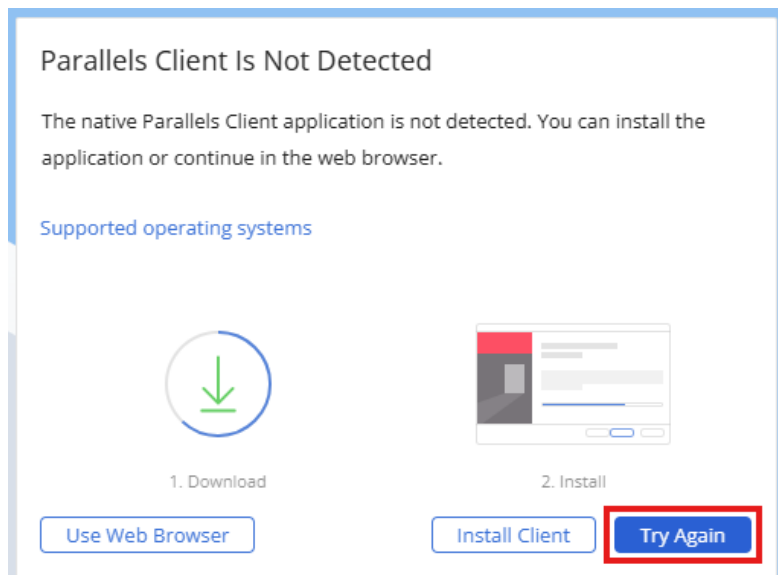 Parallels Client Is Not Detected
The native Parallels Client application is not detected. You can install the
application or continue in the web browser.
Supported operating systems
1. Download
2. Install
Use Web Browser
Install Client
Try Again